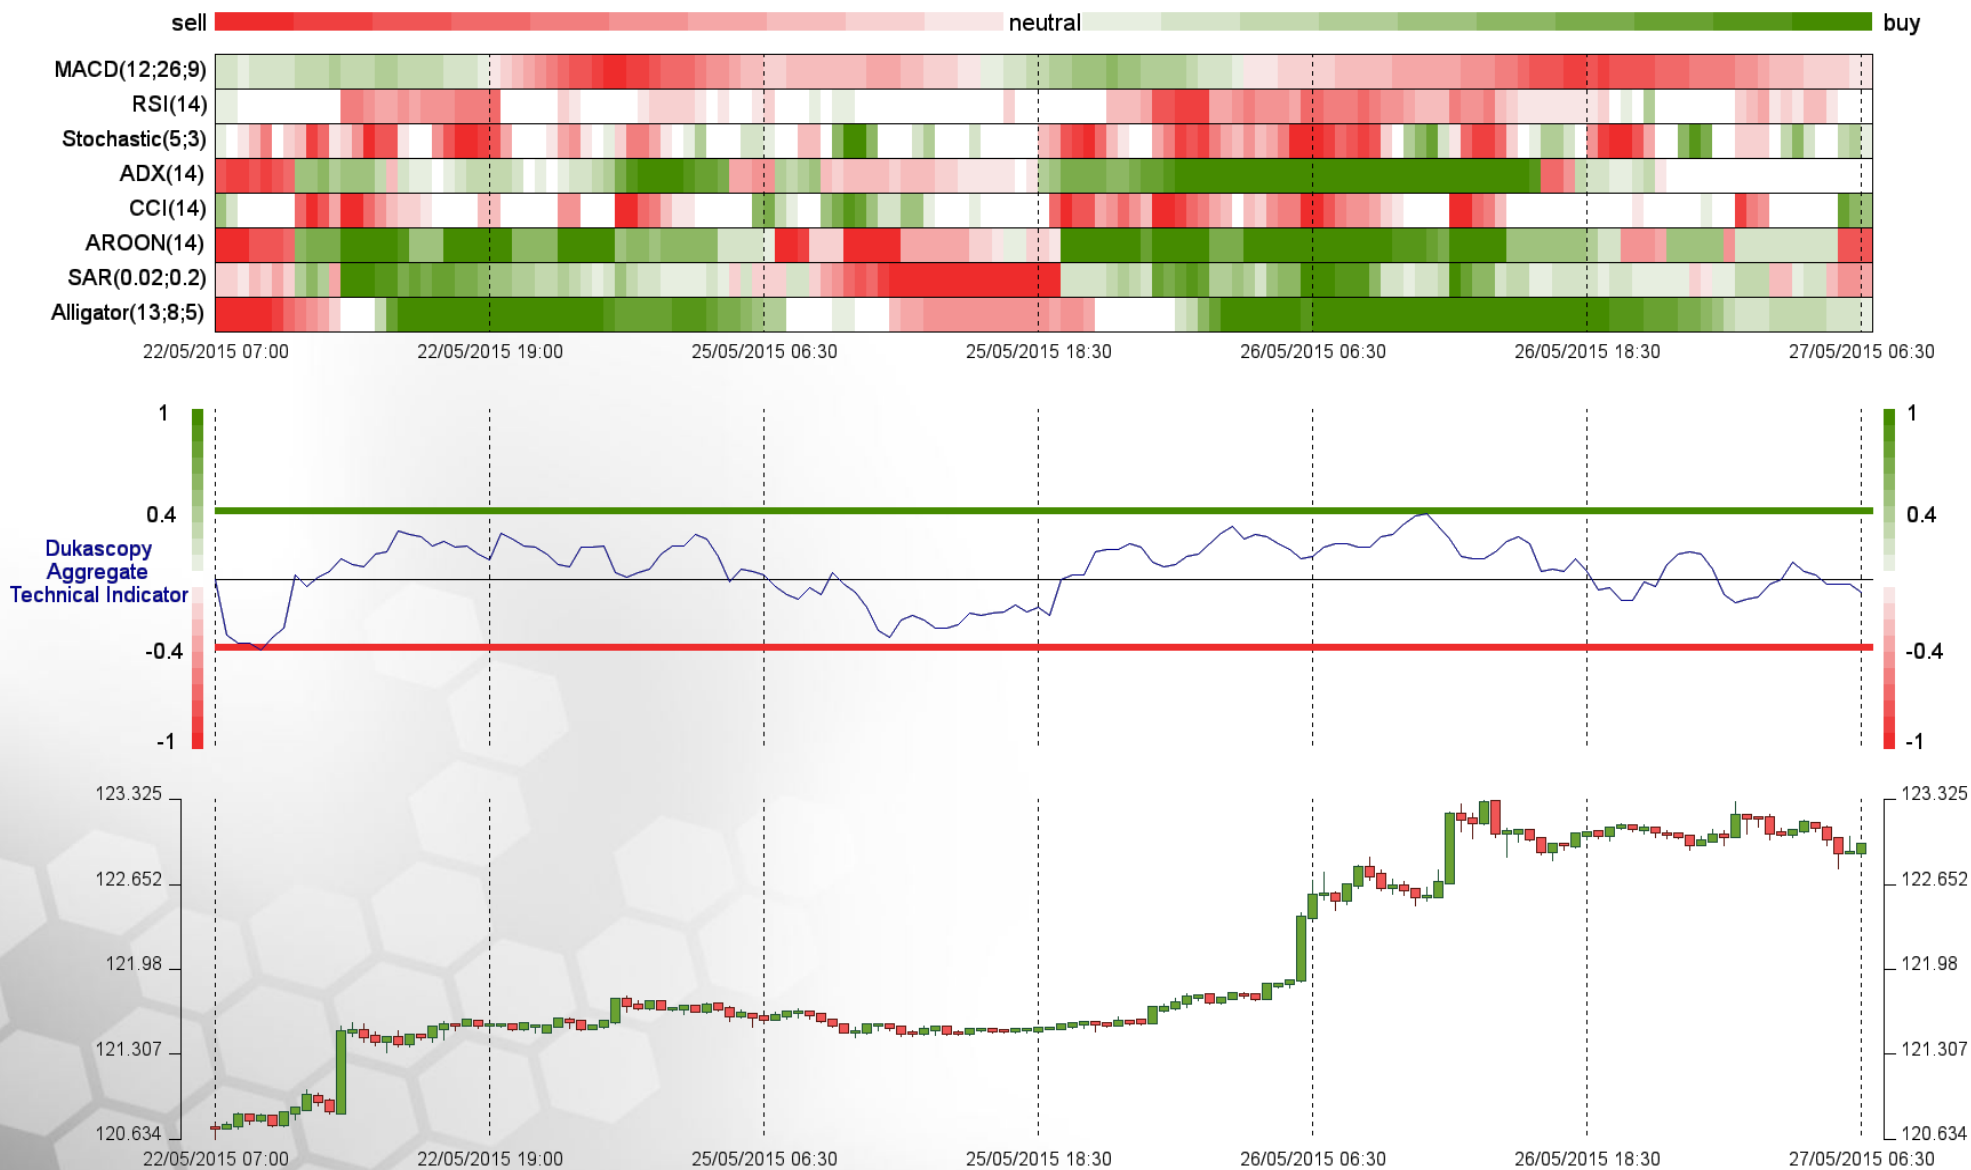 sell neutral buy
MACD(12;26;9)
RSI(14)
Stochastic(5;3)
ADX(14)
CCI(14)
AROON(14)
SAR(0.02;0.2)
Alligator(13;8;5)
22/05/2015 07:00 22/05/2015 19:00 25/05/2015 06:30 25/05/2015 18:30 26/05/2015 06:30 26/05/2015 18:30 27/05/2015 06:30
1 1
0.4 0.4
Dukascopy
Aggregate
Technical Indicator
-0.4 -0.4
-1 -1
123.325 123.325
122.652 122.652
121.98 121.98
121.307 121.307
120.634 120.634
22/05/2015 07:00 22/05/2015 19:00 25/05/2015 06:30 25/05/2015 18:30 26/05/2015 06:30 26/05/2015 18:30 27/05/2015 06:30